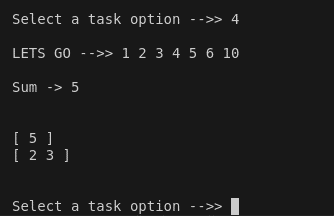 Select a task option -->> 4
LETS GO -->> 1 2 3 4 5 6 10
Sum -> 5
[ 5 ]
[ 2 3 ]
Select a task option -->>